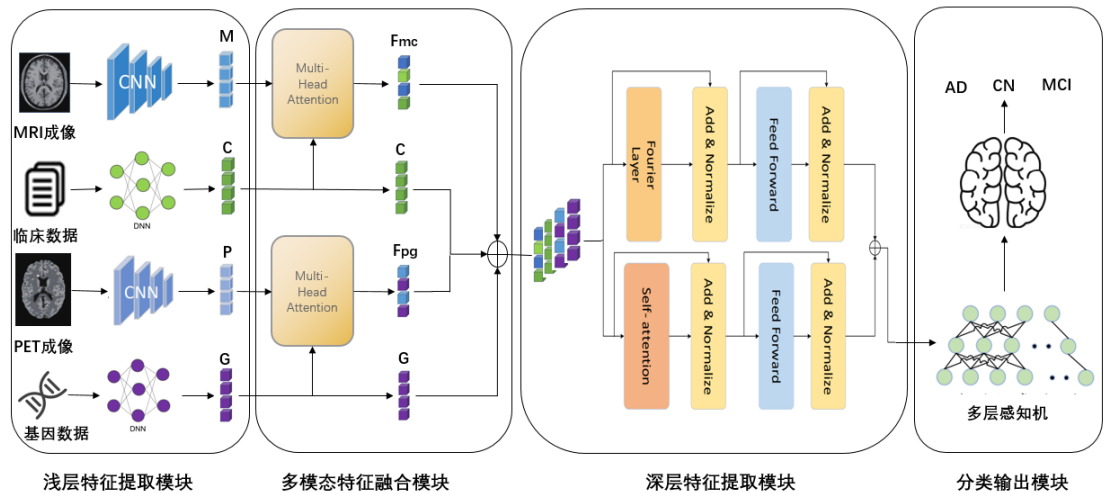 M
CNN
MRI成像
C
DNN
临床数据
P
CNN
PET成像
G
DNN
基因数据
浅层特征提取模块
Multi-
Head
Attention
Fmc
C
Multi-
Head
Attention
Fpg
G
多模态特征融合模块
Fourier
Layer
Add & Normalize
Feed Forward
Add & Normalize
Self- attention
Add & Normalize
Feed Forward
Add & Normalize
深层特征提取模块
AD CN MCI
多层感知机
分类输出模块